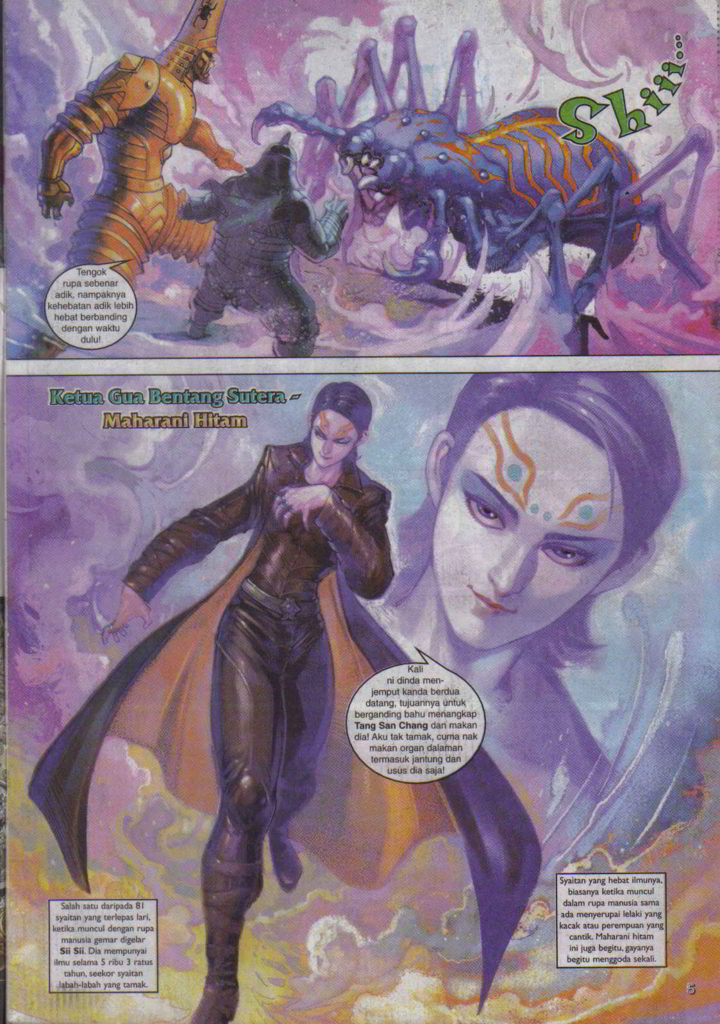 Shiii...
Tengok
rupa sebenar
adik, nampaknya
kehebatan adik lebih
hebat berbanding
dengan waktu
dulu!
Ketua Gua Bentang Sutera -
Maharani Hitam
Kali
ni dinda men-
jemput kanda berdua
datang, tujuannya untuk
berganding bahu menangkap
Tang San Chang dan makan
dia! Aku tak tamak, cuma nak
makan organ dalaman
termasuk jantung dan
usus dia saja!
Salah satu daripada 81
syaitan yang terlepas lari,
ketika muncul dengan rupa
manusia gemar digelar
Sii Sii. Dia mempunyai
ilmu selama 5 ribu 3 ratus
tahun, seekor syaitan
labah-labah yang tamak.
Syaitan yang hebat ilmunya,
biasanya ketika muncul
dalam rupa manusia sama
ada menyerupai lelaki yang
kacak atau perempuan yang
cantik. Maharani hitam
ini juga begitu, gayanya
begitu menggoda sekali.
5